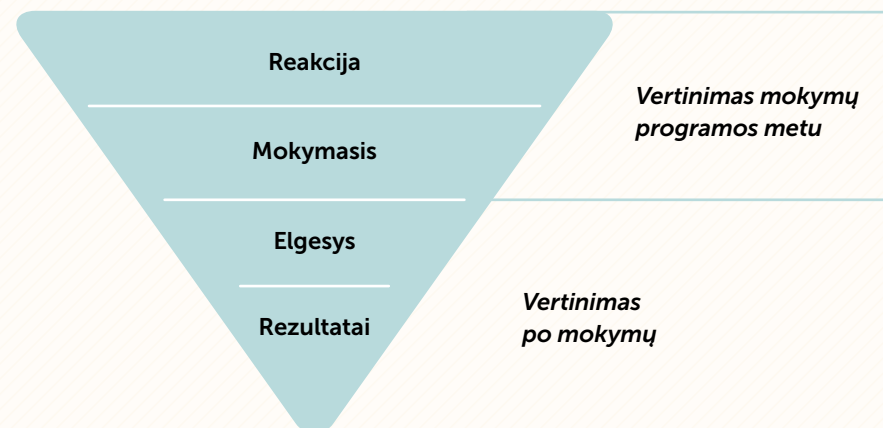 Reakcija
Mokymasis
Elgesys
Rezultatai
Vertinimas mokymų
programos metu
Vertinimas
po mokymų